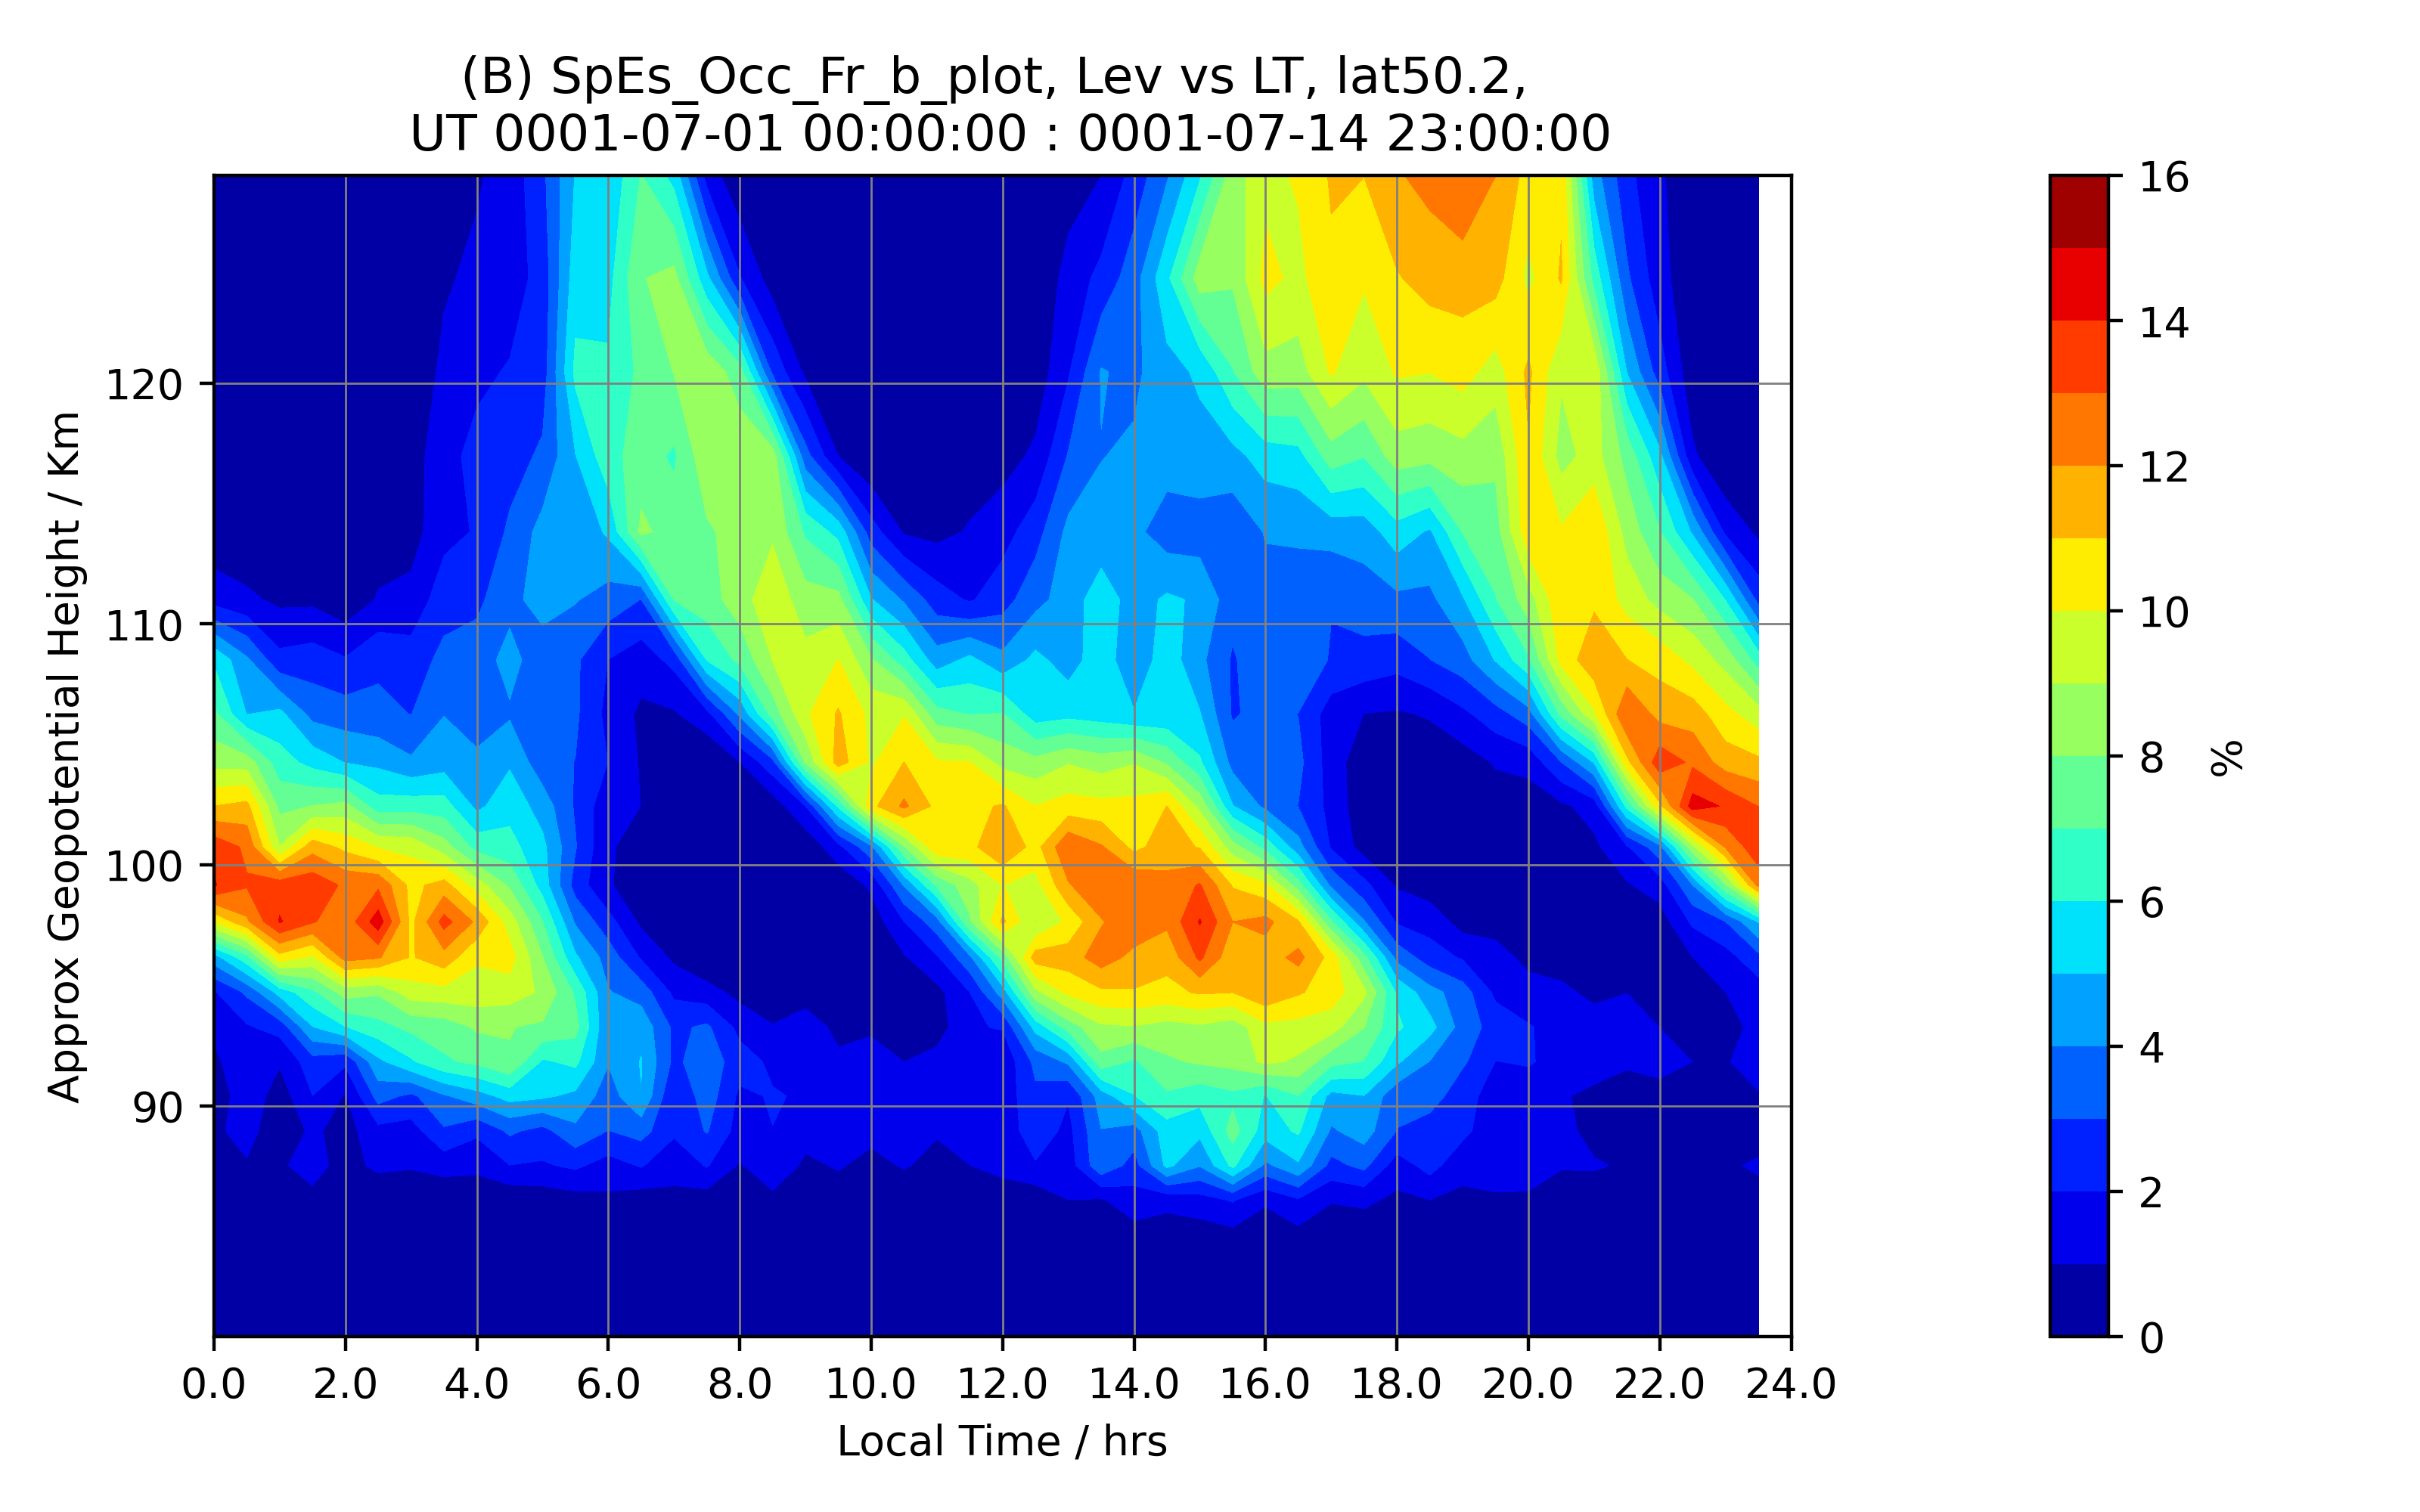 (B) SpEs_Occ_Fr_b_plot, Lev vs LT, lat50.2,
UT 0001-07-01 00:00:00 : 0001-07-14 23:00:00
Approx Geopotential Height / Km
120
110
100
90
0.0 2.0 4.0 6.0 8.0 10.0 12.0 14.0 16.0 18.0 20.0 22.0 24.0
Local Time / hrs
16
14
12
10
8
6
4
2
0
%